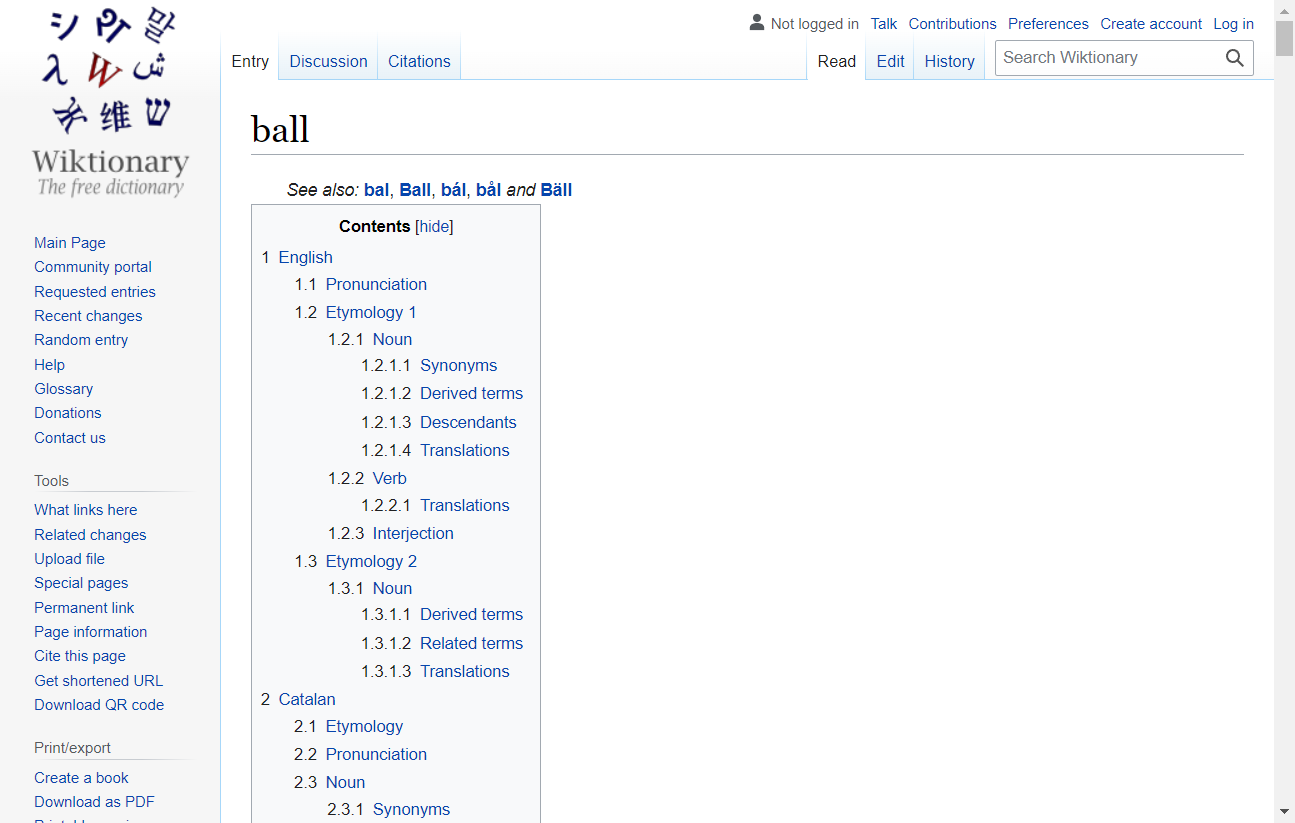 Not logged in Talk Contributions Preferences Create account Log in
Entry Discussion Citations Read Edit History Search Wiktionary
シ 말
λ W ش
维 ש
Wiktionary
The free dictionary
Main Page
Community portal
Requested entries
Recent changes
Random entry
Help
Glossary
Donations
Contact us
Tools
What links here
Related changes
Upload file
Special pages
Permanent link
Page information
Cite this page
Get shortened URL
Download QR code
Print/export
Create a book
Download as PDF
ball
See also: bal, Ball, bál, bål and Bäll
Contents [hide]
1 English
1.1 Pronunciation
1.2 Etymology 1
1.2.1 Noun
1.2.1.1 Synonyms
1.2.1.2 Derived terms
1.2.1.3 Descendants
1.2.1.4 Translations
1.2.2 Verb
1.2.2.1 Translations
1.2.3 Interjection
1.3 Etymology 2
1.3.1 Noun
1.3.1.1 Derived terms
1.3.1.2 Related terms
1.3.1.3 Translations
2 Catalan
2.1 Etymology
2.2 Pronunciation
2.3 Noun
2.3.1 Synonyms